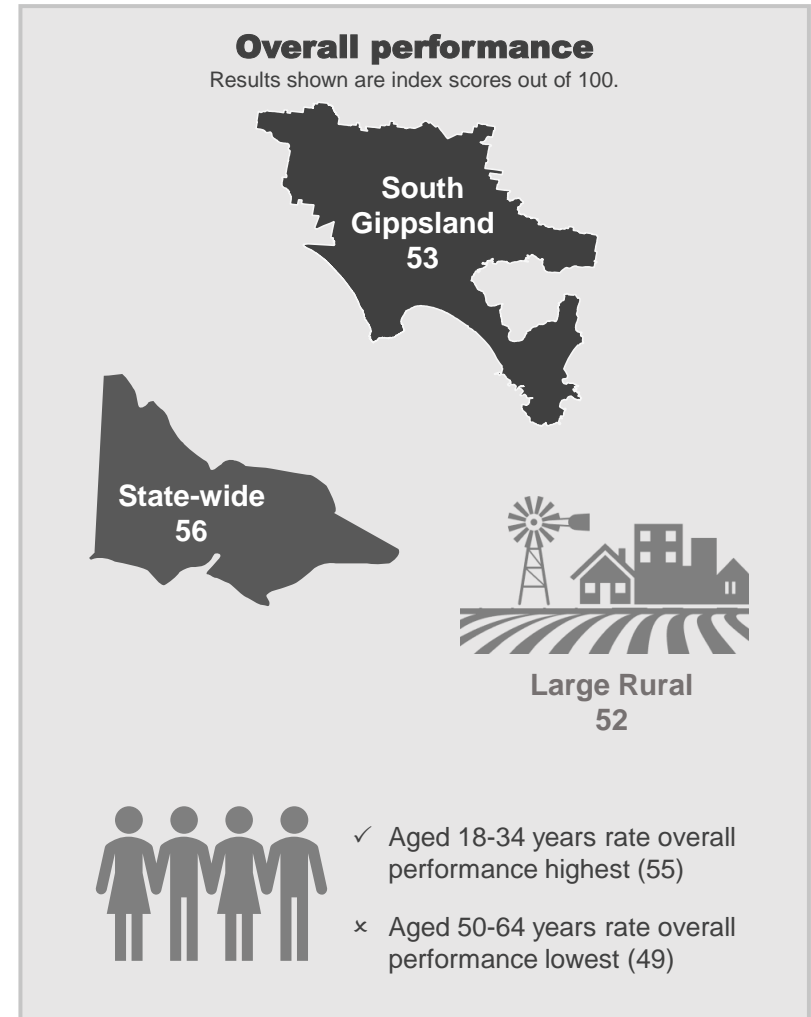 Overall performance
Results shown are index scores out of 100.
South
Gippsland
53
State-wide
56
Large Rural
52
✓ Aged 18-34 years rate overall
performance highest (55)
× Aged 50-64 years rate overall
performance lowest (49)